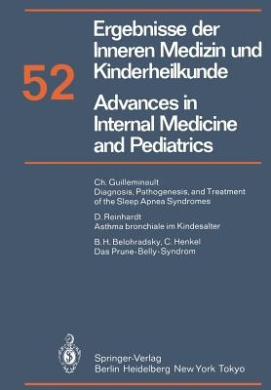 52
Ergebnisse der
Inneren Medizin und
Kinderheilkunde
Advances in
Internal Medicine
and Pediatrics
Ch. Guilleminault
Diagnosis, Pathogenesis, and Treatment
of the Sleep Apnea Syndromes
D. Reinhardt
Asthma bronchiale im Kindesalter
B. H. Belohradsky, C. Henkel
Das Prune-Belly-Syndrom
Springer-Verlag
Berlin Heidelberg New York Tokyo